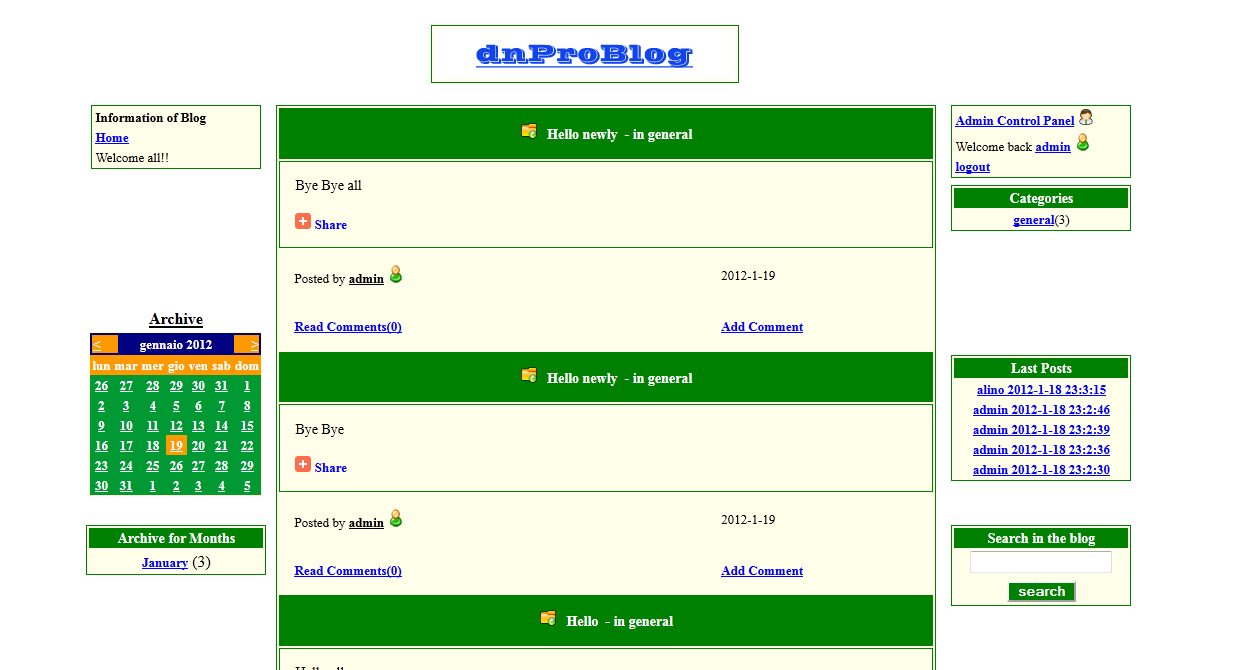 dnProBlog
Information of Blog
Home
Welcome all!!
Archive
< gennaio 2012 >
lun mar mer gio ven sab dom
26 27 28 29 30 31 1
2 3 4 5 6 7 8
9 10 11 12 13 14 15
16 17 18 19 20 21 22
23 24 25 26 27 28 29
30 31 1 2 3 4 5
Archive for Months
January (3)
Hello newly - in general
Bye Bye all
Share
Posted by admin 2012-1-19
Read Comments(0) Add Comment
Hello newly - in general
Bye Bye
Share
Posted by admin 2012-1-19
Read Comments(0) Add Comment
Hello - in general
Admin Control Panel
Welcome back admin
logout
Categories
general(3)
Last Posts
alino 2012-1-18 23:3:15
admin 2012-1-18 23:2:46
admin 2012-1-18 23:2:39
admin 2012-1-18 23:2:36
admin 2012-1-18 23:2:30
Search in the blog
search